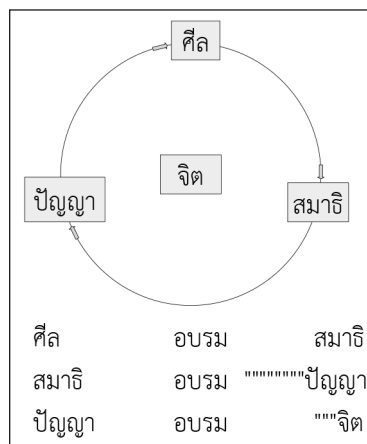 ศีล
จิต
ปัญญา
สมาธิ
ศีล อบรม สมาธิ
สมาธิ อบรม """"""""ปัญญา
ปัญญา อบรม """จิต